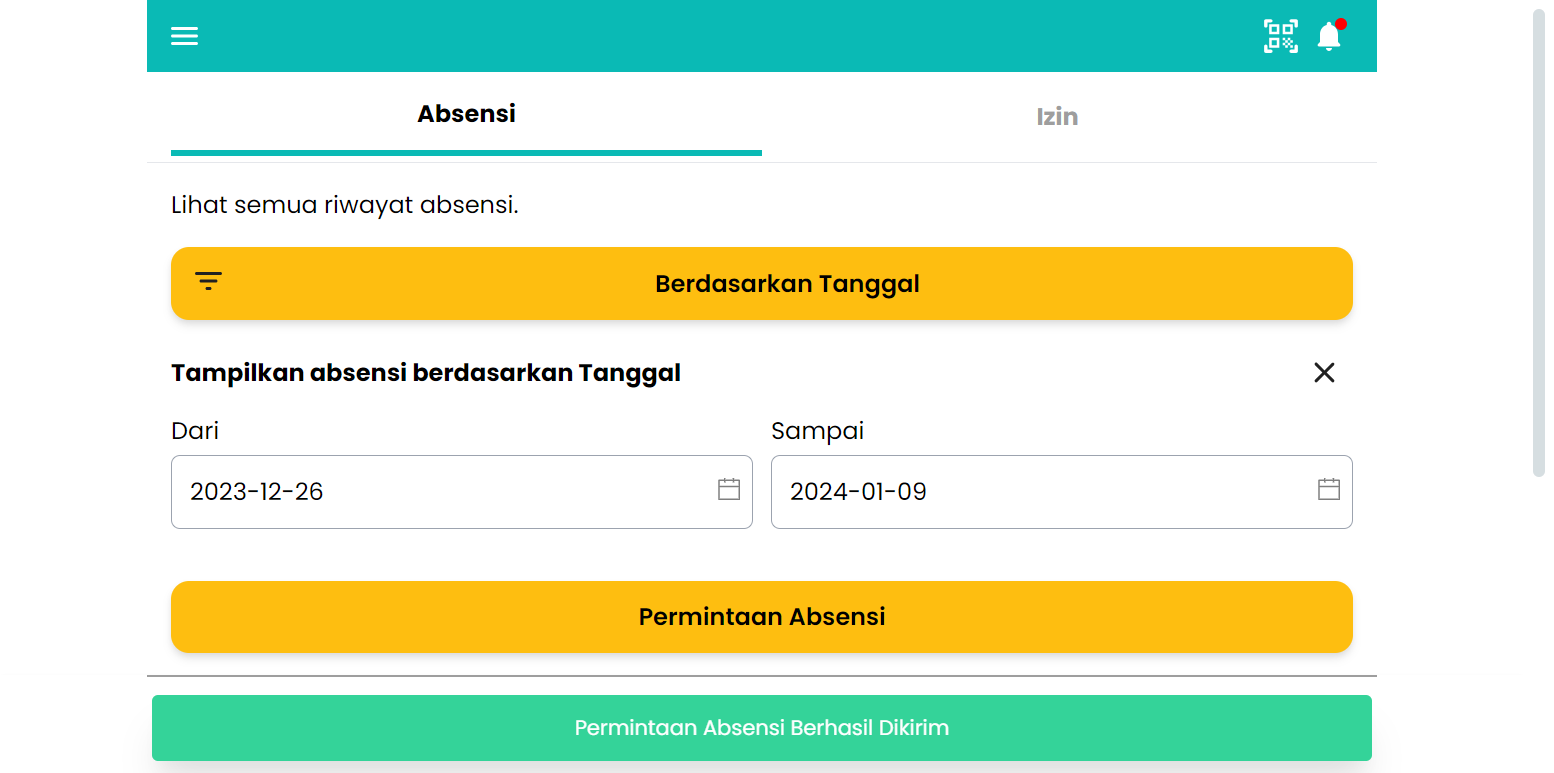 Absensi
Izin
Lihat semua riwayat absensi.
Berdasarkan Tanggal
Tampilkan absensi berdasarkan Tanggal
Dari
Sampai
2023-12-26
2024-01-09
Permintaan Absensi
Permintaan Absensi Berhasil Dikirim